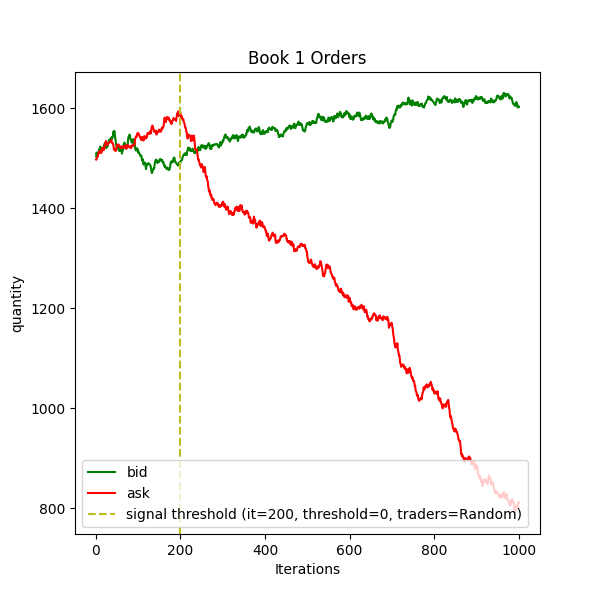 Book 1 Orders
1600
1400
1200
1000
800
quantity
bid
ask
signal threshold (it=200, threshold=0, traders=Random)
0 200 400 600 800 1000
Iterations